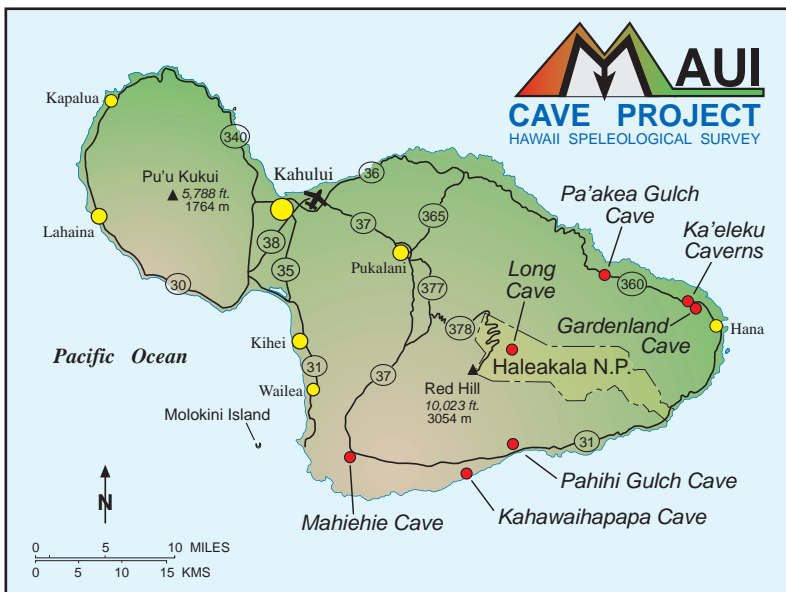 MAUI
CAVE PROJECT
HAWAII SPELEOLOGICAL SURVEY
Kapalua
340
Pu'u Kukui
5,788 ft.
1764 m
Kahului
36
Pa'akea Gulch
Cave
Ka'eleku
Caverns
Lahaina
38
37
365
35
Pukalani
Long
Cave
360
30
377
Gardenland
Cave
Hana
378
Kihei
Pacific Ocean
31
Haleakala N.P.
Wailea
37
Red Hill
10,023 ft.
3054 m
Molokini Island
31
Pahihi Gulch Cave
N
Mahiehie Cave
Kahawaihapapa Cave
0 5 10 MILES
0 5 10 15 KMS